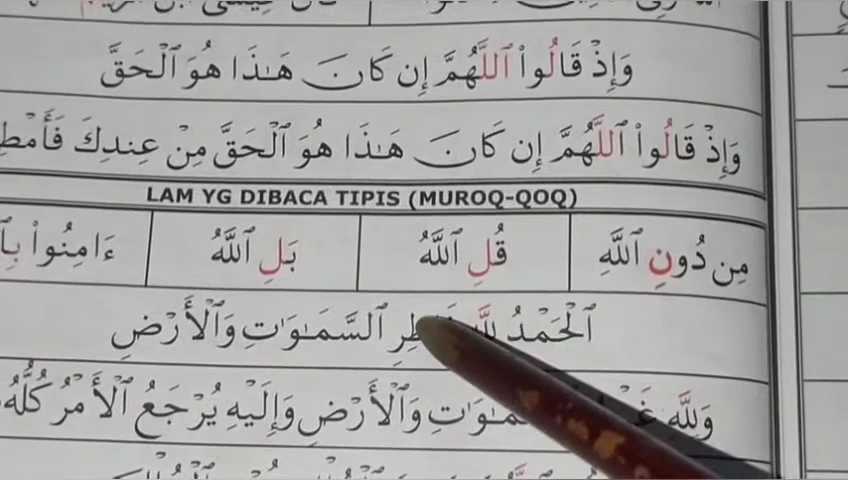 وَإِذْ قَالُوا۟ ٱللَّهُمَّ إِن كَانَ هَـٰذَا هُوَ ٱلْحَقَّ
وَإِذْ قَالُوا۟ ٱللَّهُمَّ إِن كَانَ هَـٰذَا هُوَ ٱلْحَقَّ مِنْ عِندِكَ
LAM YG DIBACA TIPIS (MUROQ-QOQ)
مِن دُونِ ٱللَّهِ قُلِ ٱللَّهُ بَلِ ٱللَّهُ ءَامِنُوا۟
ٱلْحَمْدُ لِلَّهِ ٱلسَّمَـٰوَٰتِ وَٱلْأَرْضِ
وَلِلَّهِ وَٱلْأَرْضِ وَإِلَيْهِ يُرْجَعُ ٱلْأَمْرُ كُلُّهُۥ